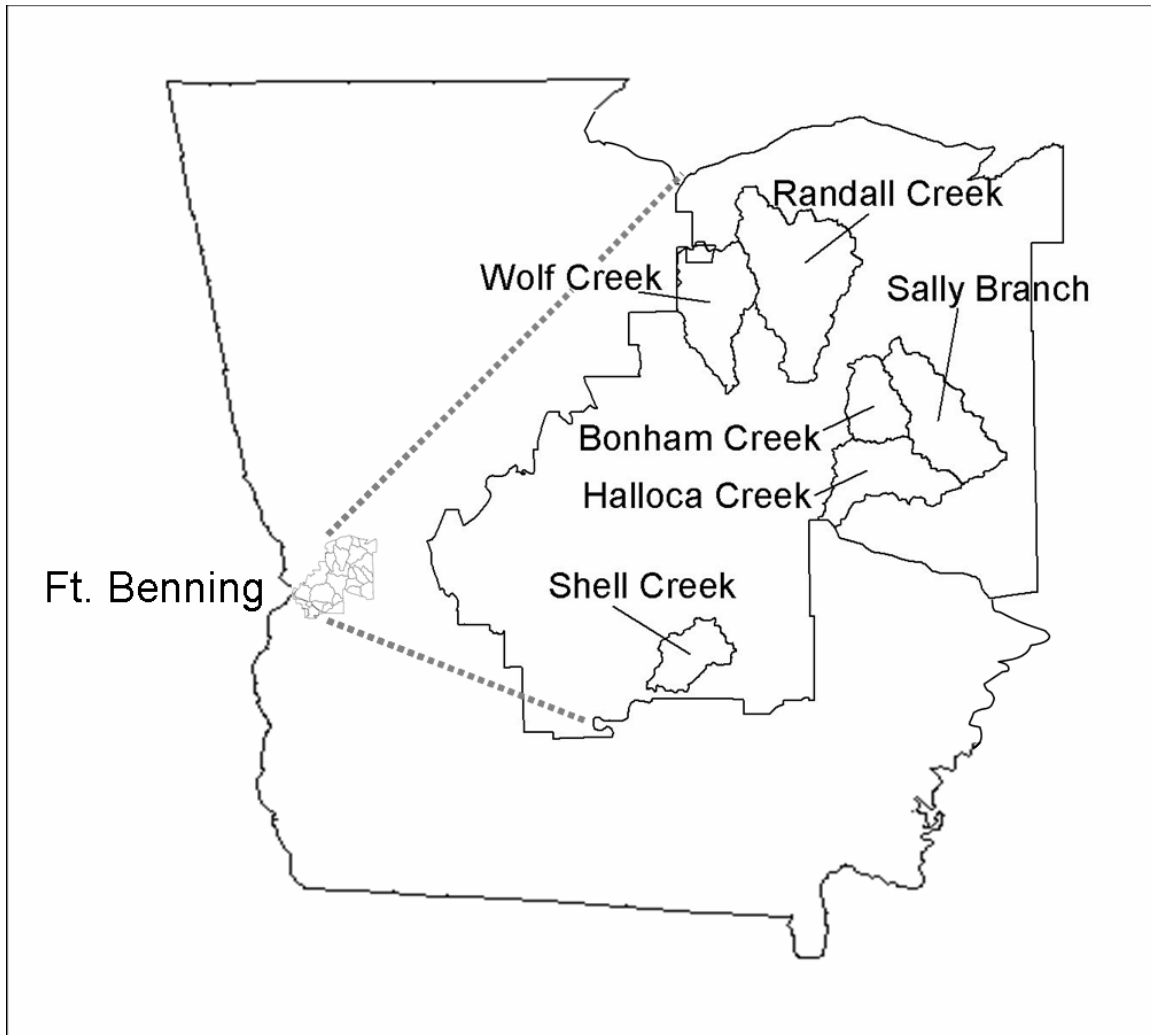 Randall Creek
Wolf Creek
Sally Branch
Bonham Creek
Halloca Creek
Ft. Benning
Shell Creek